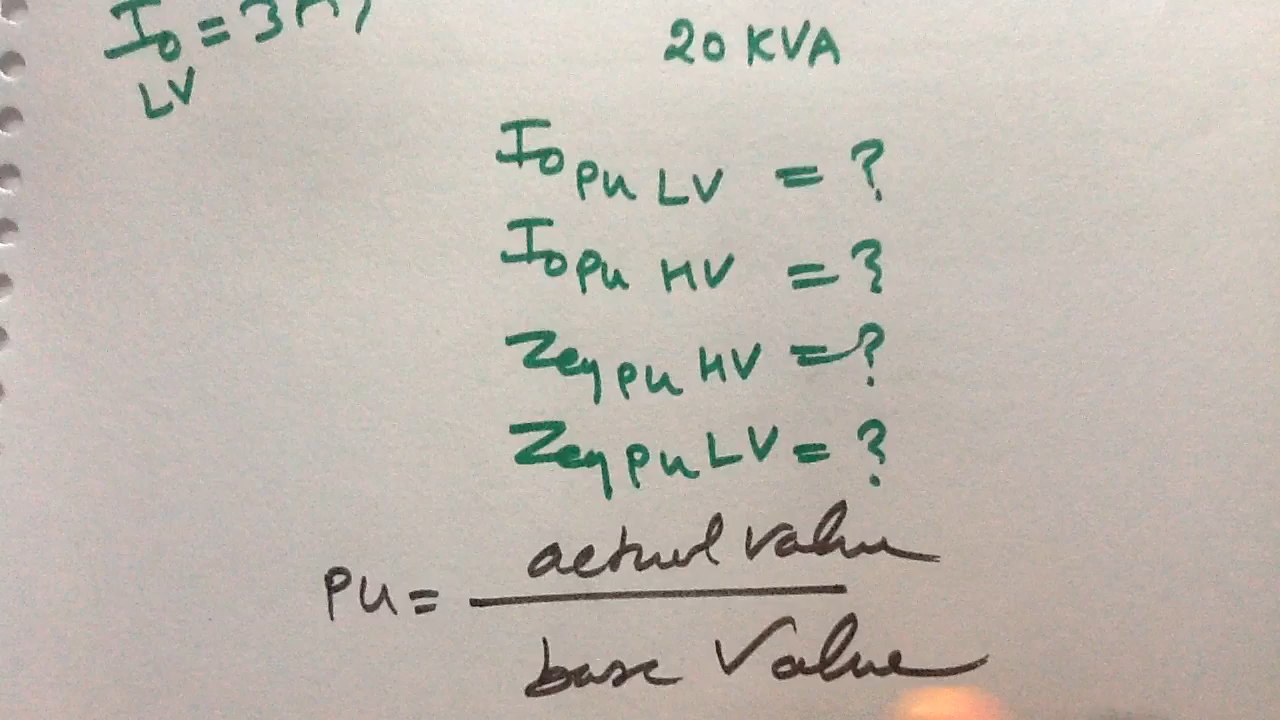 I0 = 3A,
LV
20 KVA
I0 PU LV = ?
I0 PU HV = ?
Zeq PU HV = ?
Zeq PU LV = ?
PU = actual value
base Value